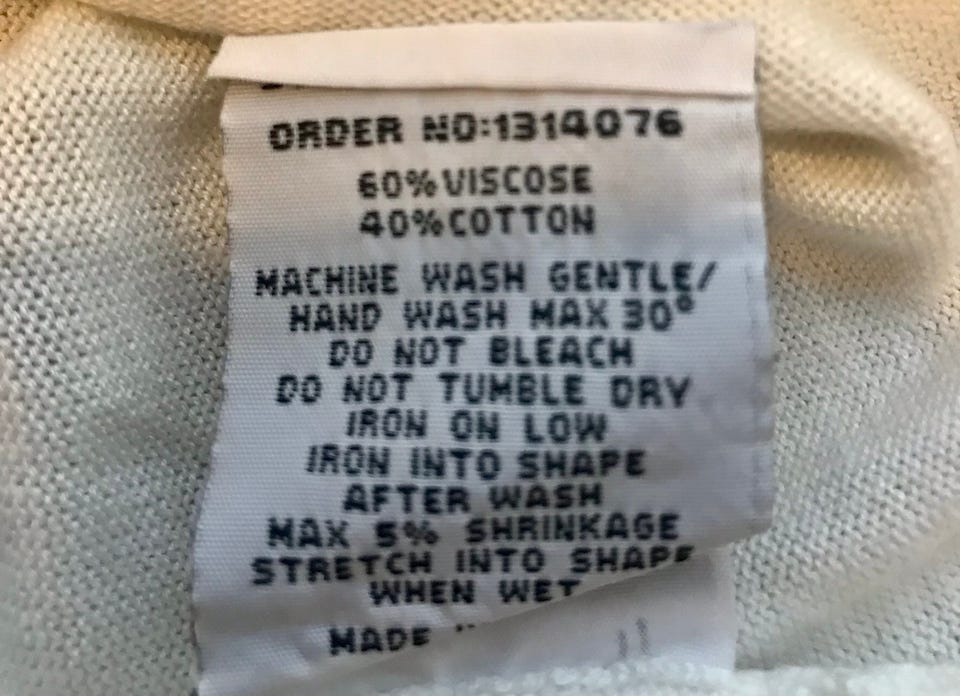 ORDER NO:1314076
60%VISCOSE
40%COTTON
MACHINE WASH GENTLE/
HAND WASH MAX 30°
DO NOT BLEACH
DO NOT TUMBLE DRY
IRON ON LOW
IRON INTO SHAPE
AFTER WASH
MAX 5% SHRINKAGE
STRETCH INTO SHAPE
WHEN WET
MADE